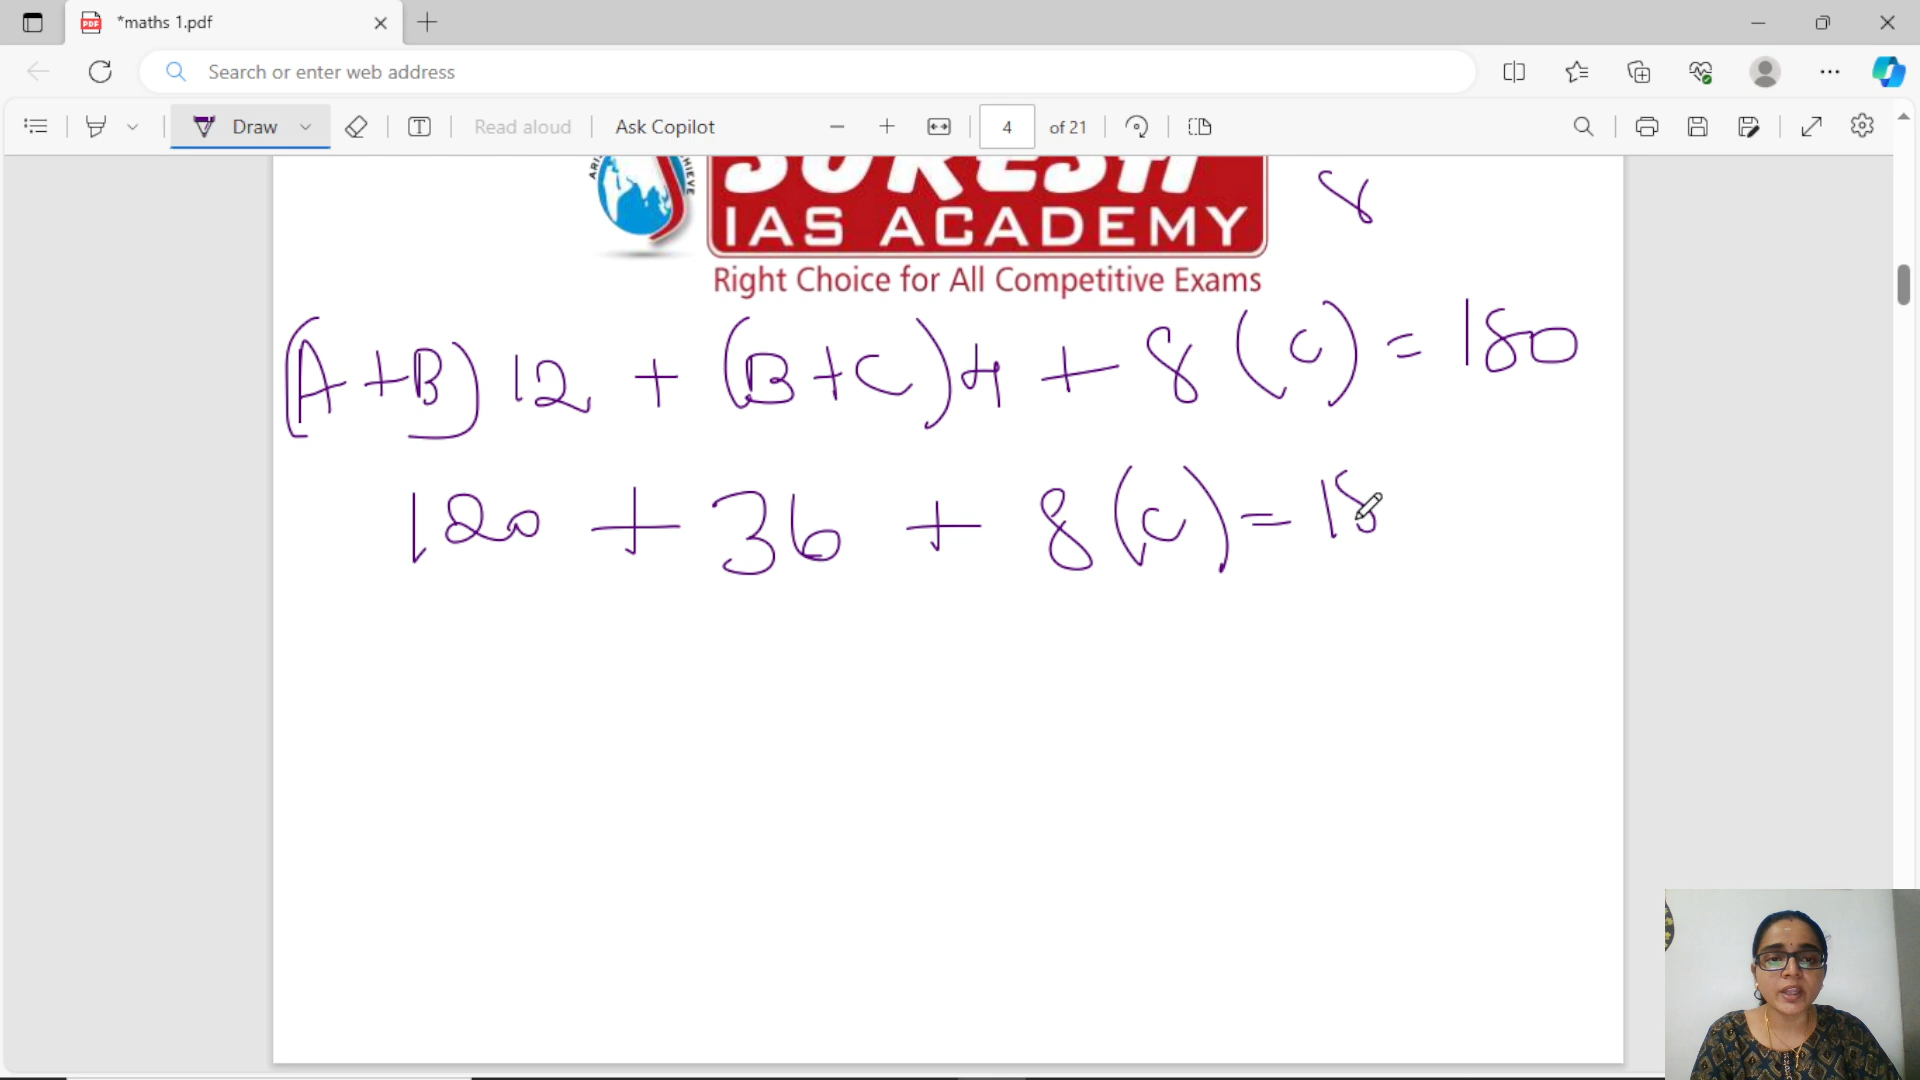 *maths 1.pdf
Search or enter web address
Draw
Read aloud
Ask Copilot
4 of 21
IAS ACADEMY
Right Choice for All Competitive Exams
8
(A+B) 12 + (B+C) 4 + 8 (C) = 180
120 + 36 + 8 (C) = 18